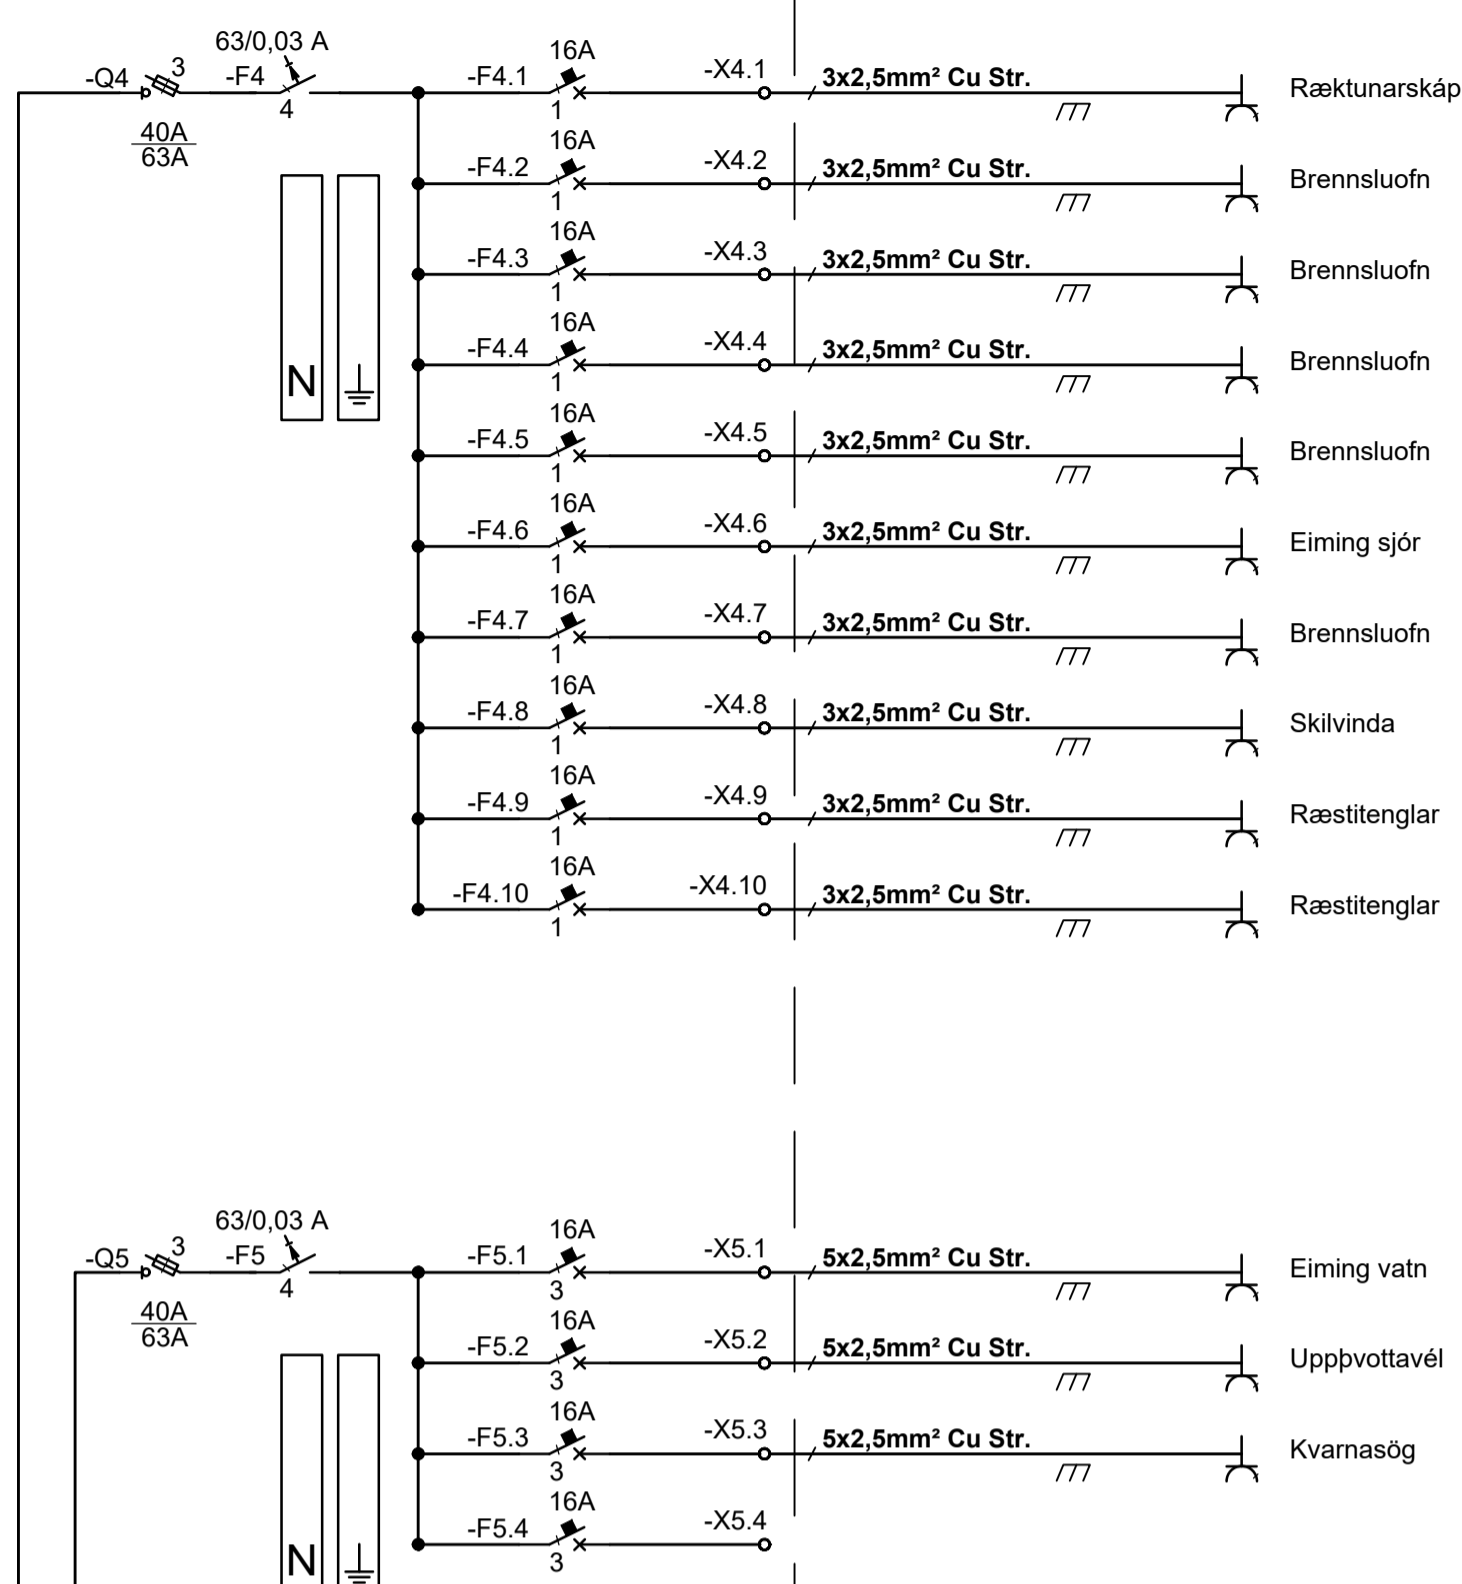 63/0,03 A
-Q4 3 -F4 4
40A
63A
N
16A
-F4.1 1 -X4.1 3x2,5mm² Cu Str. Ræktunarskáp
16A
-F4.2 1 -X4.2 3x2,5mm² Cu Str. Brennsluofn
16A
-F4.3 1 -X4.3 3x2,5mm² Cu Str. Brennsluofn
16A
-F4.4 1 -X4.4 3x2,5mm² Cu Str. Brennsluofn
16A
-F4.5 1 -X4.5 3x2,5mm² Cu Str. Brennsluofn
16A
-F4.6 1 -X4.6 3x2,5mm² Cu Str. Eiming sjór
16A
-F4.7 1 -X4.7 3x2,5mm² Cu Str. Brennsluofn
16A
-F4.8 1 -X4.8 3x2,5mm² Cu Str. Skilvinda
16A
-F4.9 1 -X4.9 3x2,5mm² Cu Str. Ræstitenglar
16A
-F4.10 1 -X4.10 3x2,5mm² Cu Str. Ræstitenglar
63/0,03 A
-Q5 3 -F5 4
40A
63A
N
16A
-F5.1 3 -X5.1 5x2,5mm² Cu Str. Eiming vatn
16A
-F5.2 3 -X5.2 5x2,5mm² Cu Str. Uppþvottavél
16A
-F5.3 3 -X5.3 5x2,5mm² Cu Str. Kvarnasög
16A
-F5.4 3 -X5.4